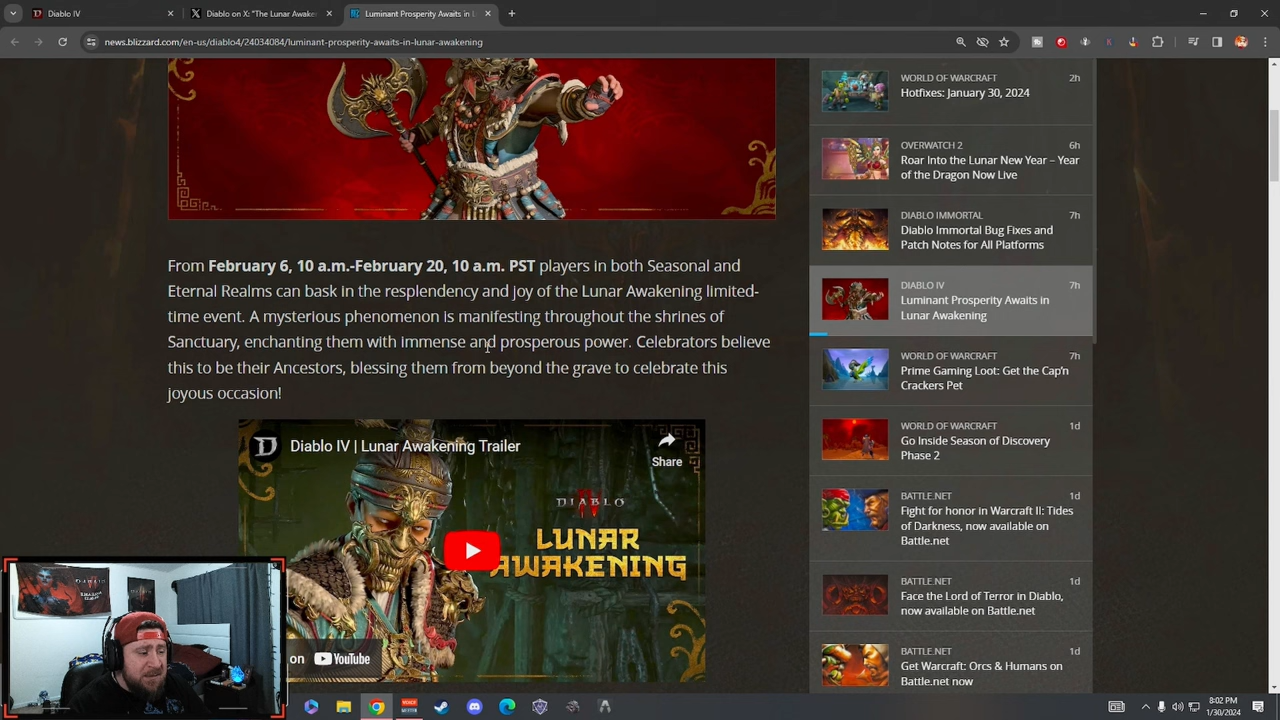 Diablo IV
Diablo on X: "The Lunar Awake
Luminant Prosperity Awaits in L
news.blizzard.com/en-us/diablo4/24034084/luminant-prosperity-awaits-in-lunar-awakening
From February 6, 10 a.m.-February 20, 10 a.m. PST players in both Seasonal and
Eternal Realms can bask in the resplendency and joy of the Lunar Awakening limited-
time event. A mysterious phenomenon is manifesting throughout the shrines of
Sanctuary, enchanting them with immense and prosperous power. Celebrators believe
this to be their Ancestors, blessing them from beyond the grave to celebrate this
joyous occasion!
Diablo IV | Lunar Awakening Trailer
Share
DIABLO
LUNAR
AWAKENING
on YouTube
WORLD OF WARCRAFT 2h
Hotfixes: January 30, 2024
OVERWATCH 2 6h
Roar Into the Lunar New Year – Year
of the Dragon Now Live
DIABLO IMMORTAL 7h
Diablo Immortal Bug Fixes and
Patch Notes for All Platforms
DIABLO IV 7h
Luminant Prosperity Awaits in
Lunar Awakening
WORLD OF WARCRAFT 7h
Prime Gaming Loot: Get the Cap'n
Crackers Pet
WORLD OF WARCRAFT 1d
Go Inside Season of Discovery
Phase 2
BATTLE.NET 1d
Fight for honor in Warcraft II: Tides
of Darkness, now available on
Battle.net
BATTLE.NET 1d
Face the Lord of Terror in Diablo,
now available on Battle.net
BATTLE.NET 1d
Get Warcraft: Orcs & Humans on
Battle.net now
8:02 PM
1/30/2024